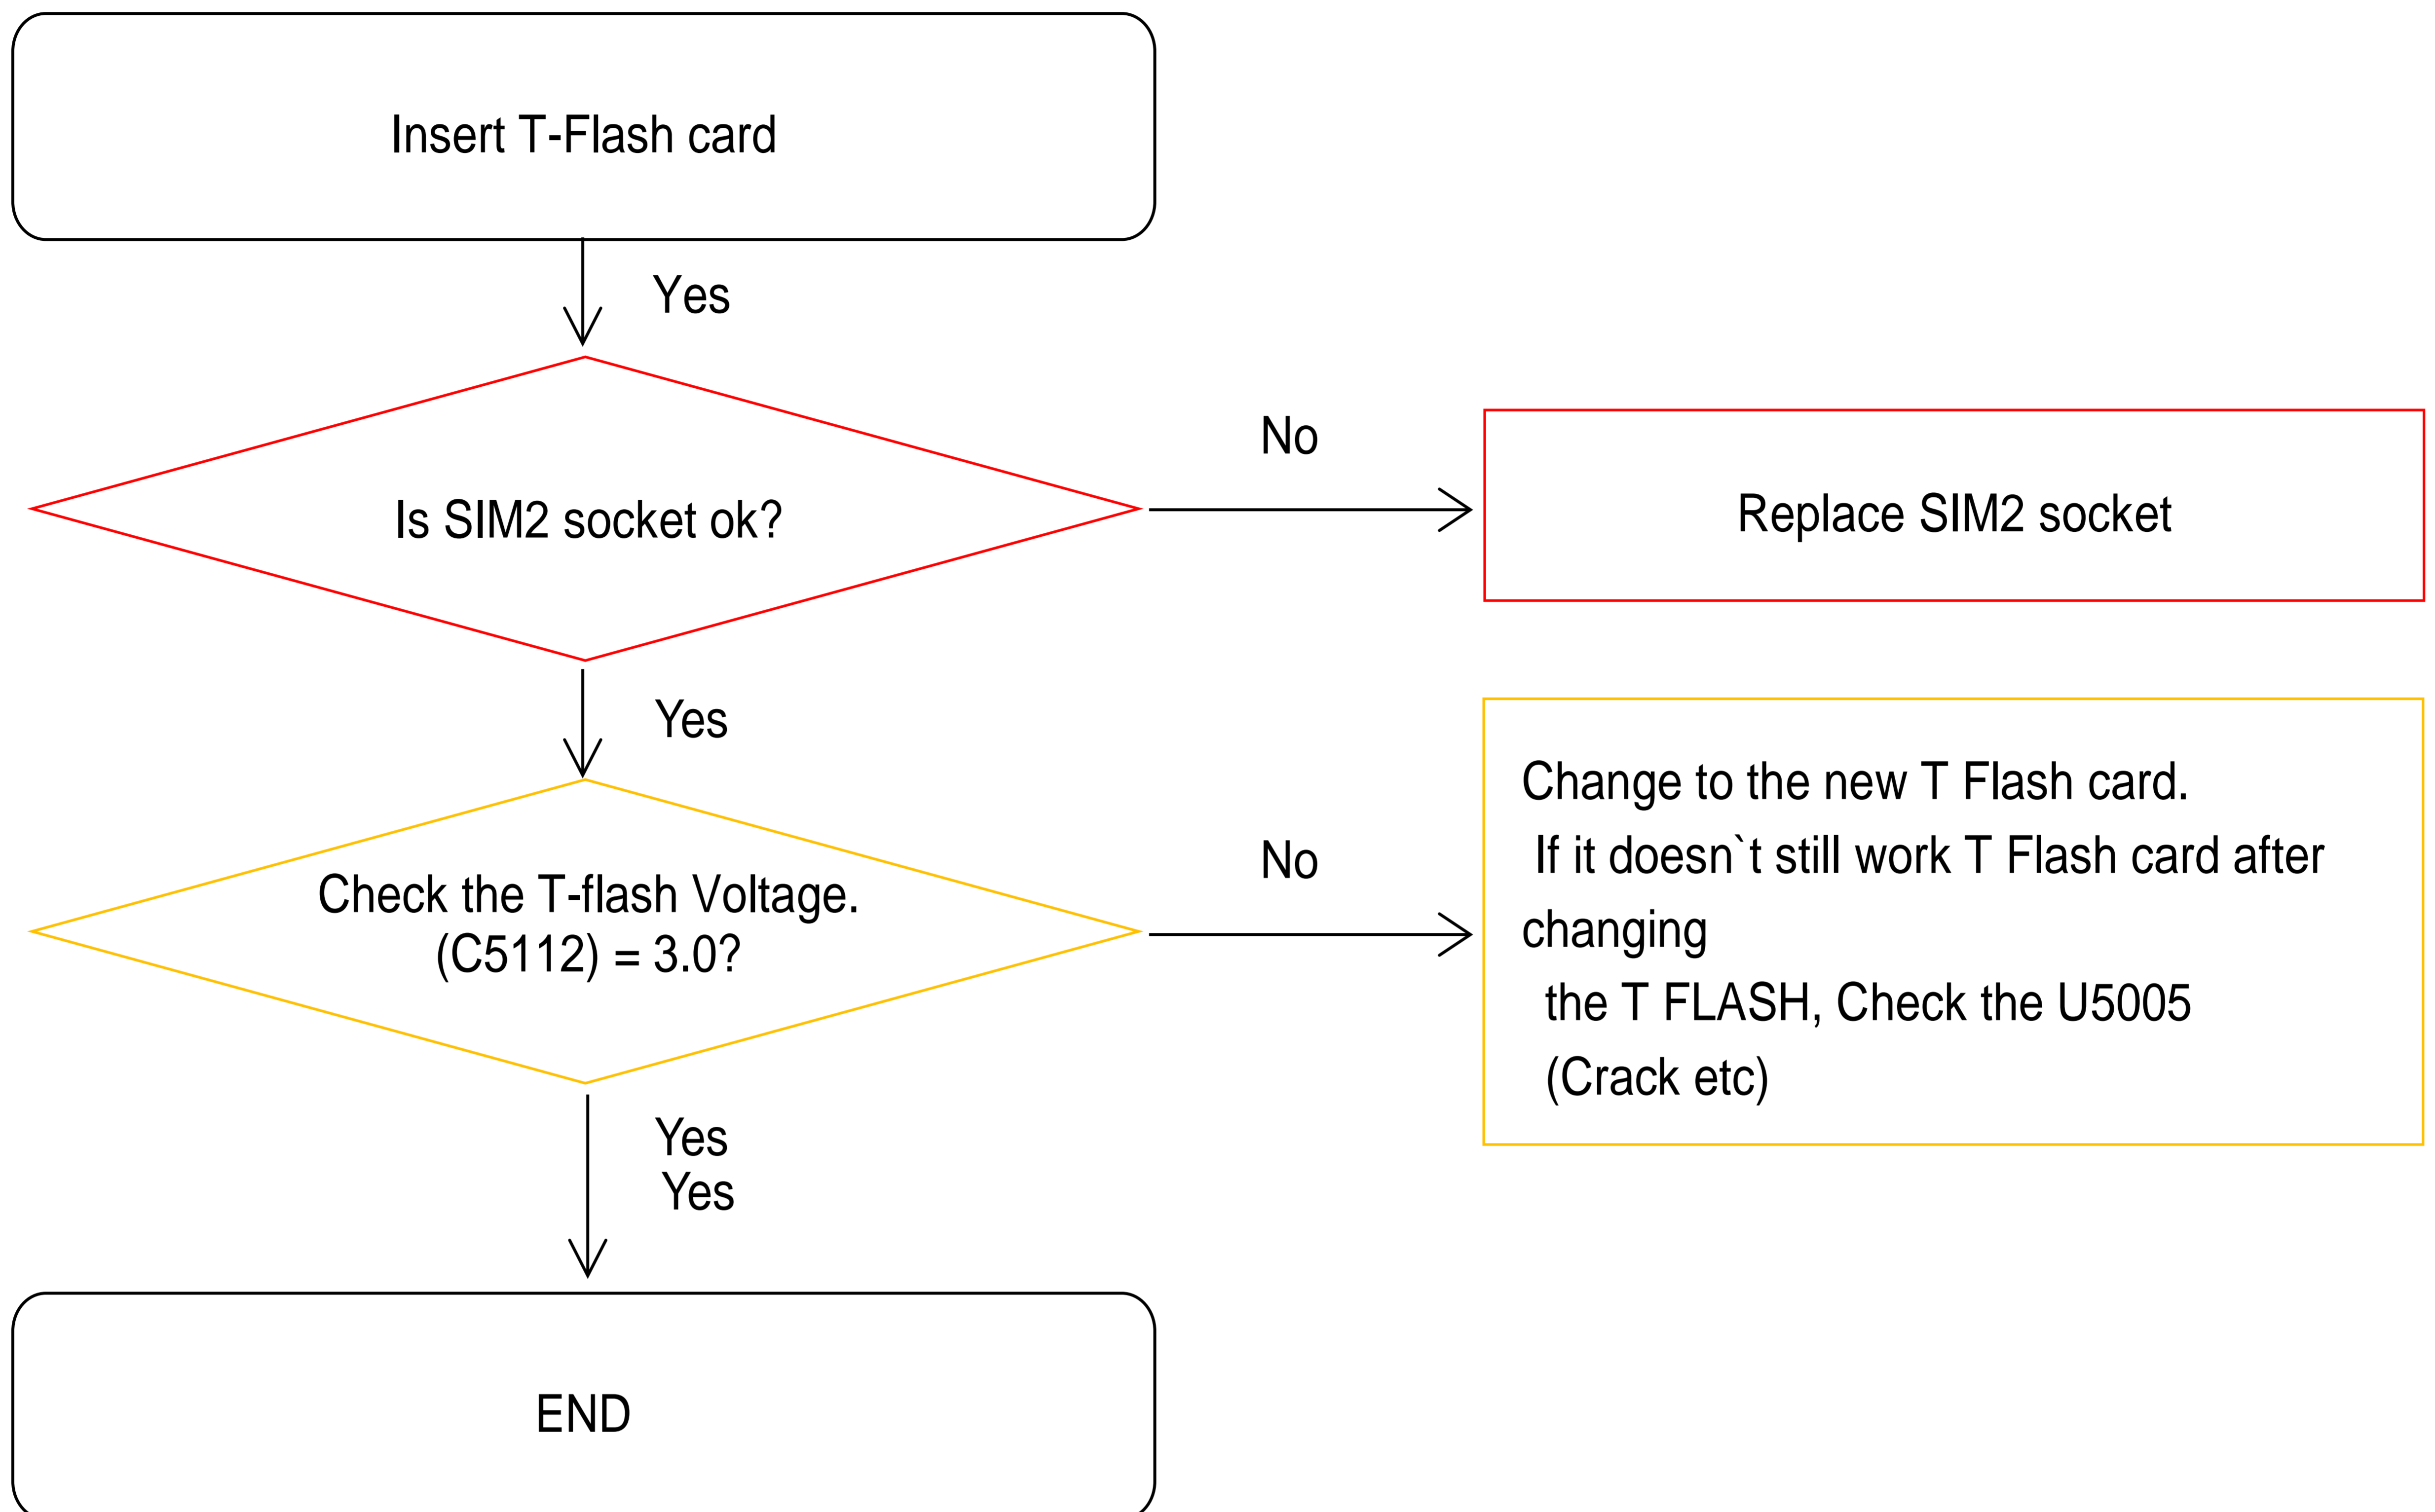 Insert T-Flash card
Yes
Is SIM2 socket ok?
No
Replace SIM2 socket
Yes
Check the T-flash Voltage.
(C5112) = 3.0?
No
Change to the new T Flash card.
If it doesn`t still work T Flash card after
changing
the T FLASH, Check the U5005
(Crack etc)
Yes
Yes
END